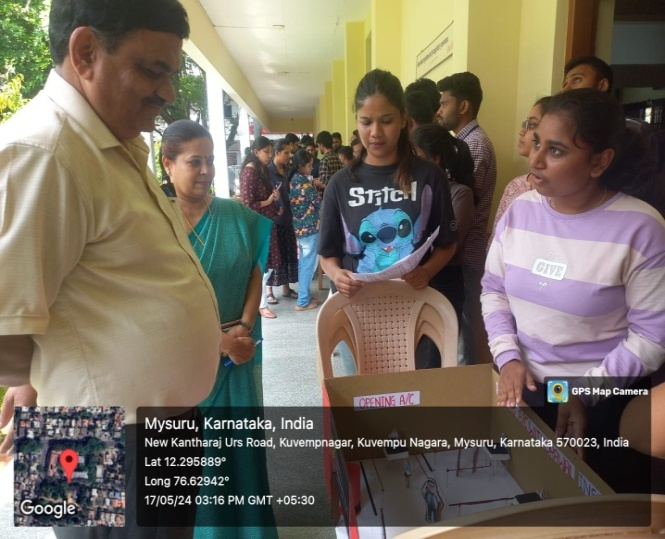 Stitch
GIVE
OPENING A/C
GPS Map Camera
Mysuru, Karnataka, India
New Kantharaj Urs Road, Kuvempnagar, Kuvempu Nagara, Mysuru, Karnataka 570023, India
Lat 12.295889°
Long 76.62942°
17/05/24 03:16 PM GMT +05:30
Google